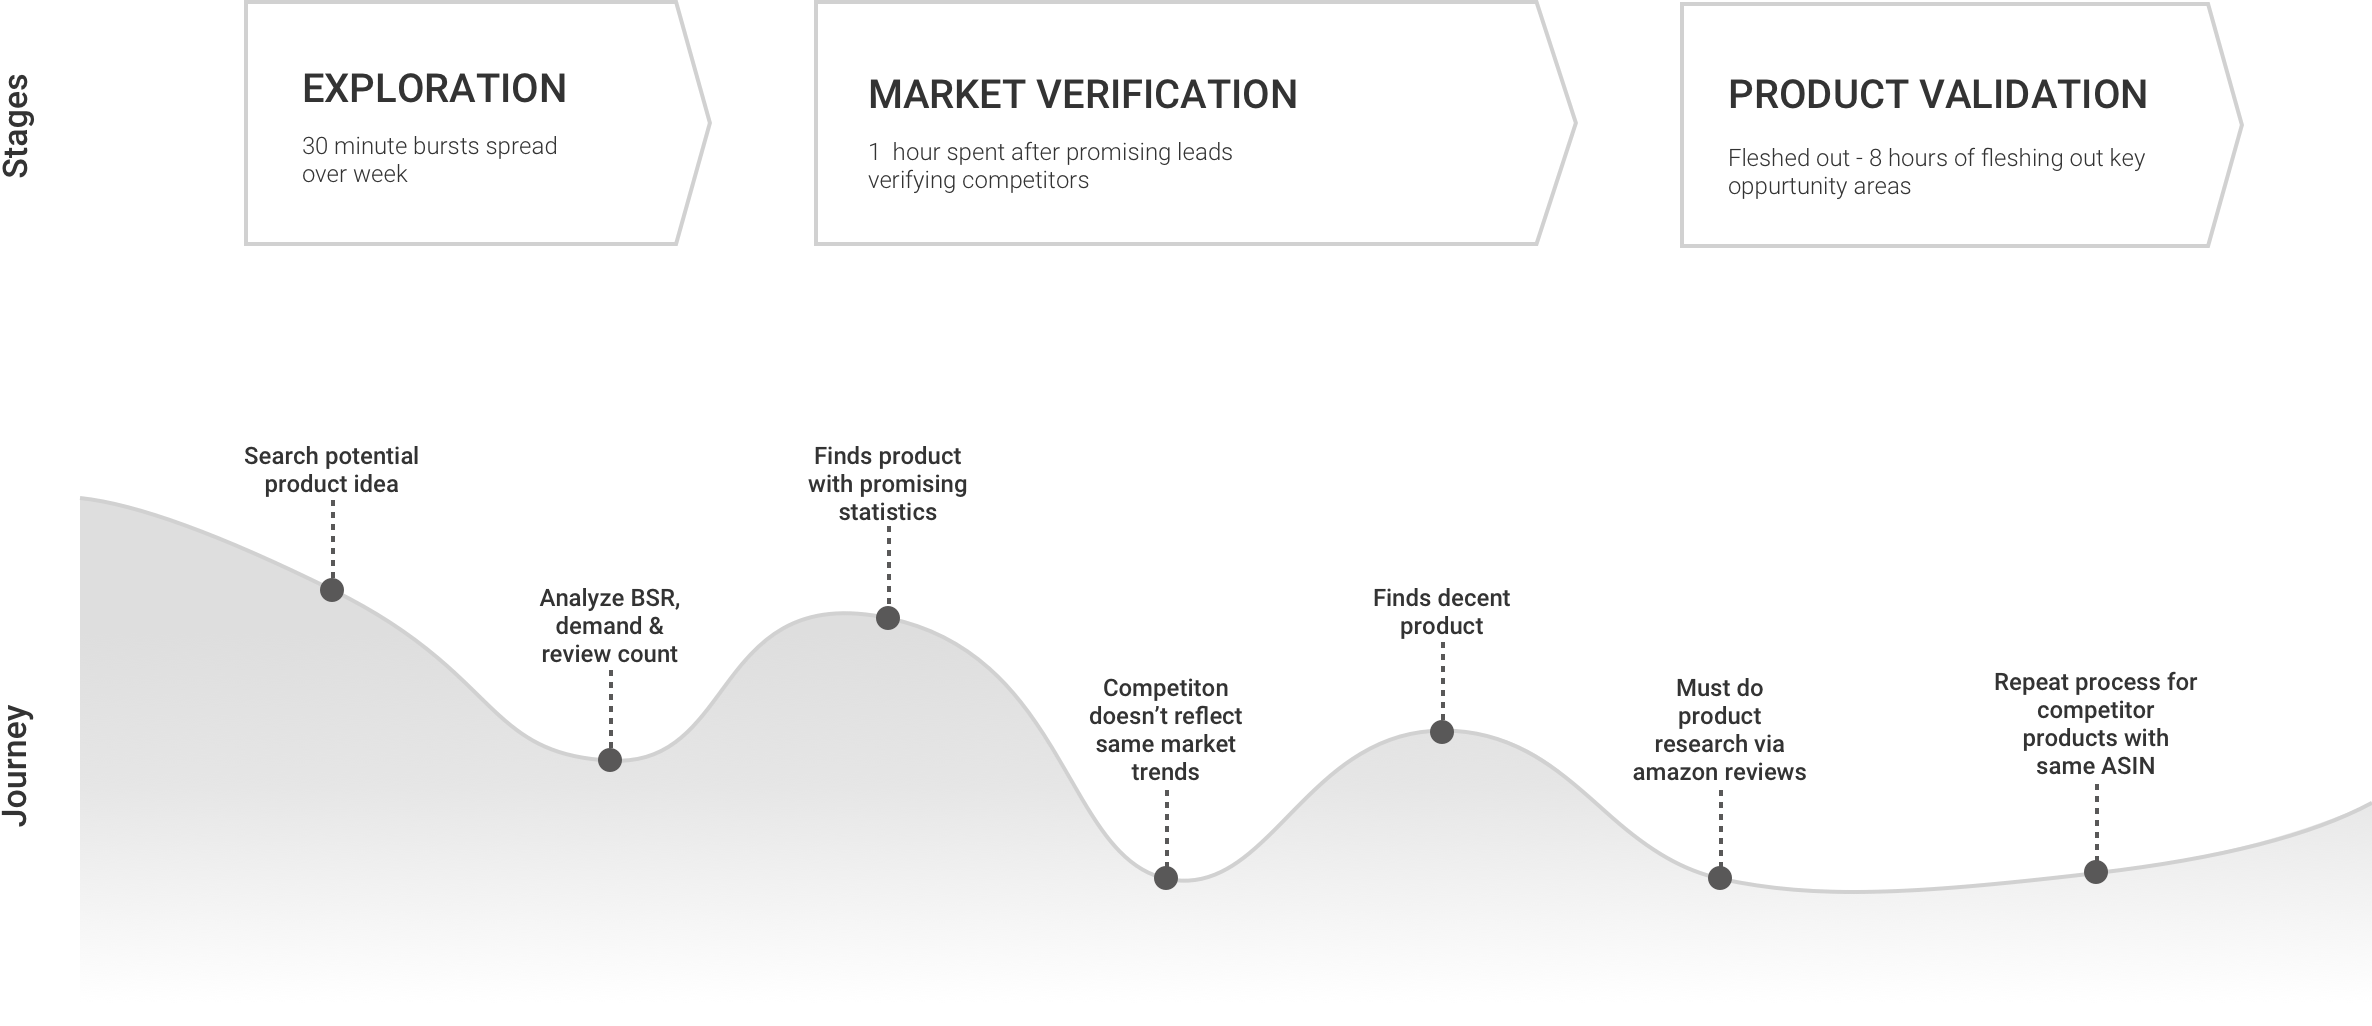 Stages
EXPLORATION
30 minute bursts spread
over week
MARKET VERIFICATION
1  hour spent after promising leads
verifying competitors
PRODUCT VALIDATION
Fleshed out - 8 hours of fleshing out key
oppurtunity areas
Journey
Search potential
product idea
Analyze BSR,
demand &
review count
Finds product
with promising
statistics
Competiton
doesn’t reflect
same market
trends
Finds decent
product
Must do
product
research via
amazon reviews
Repeat process for
competitor
products with
same ASIN